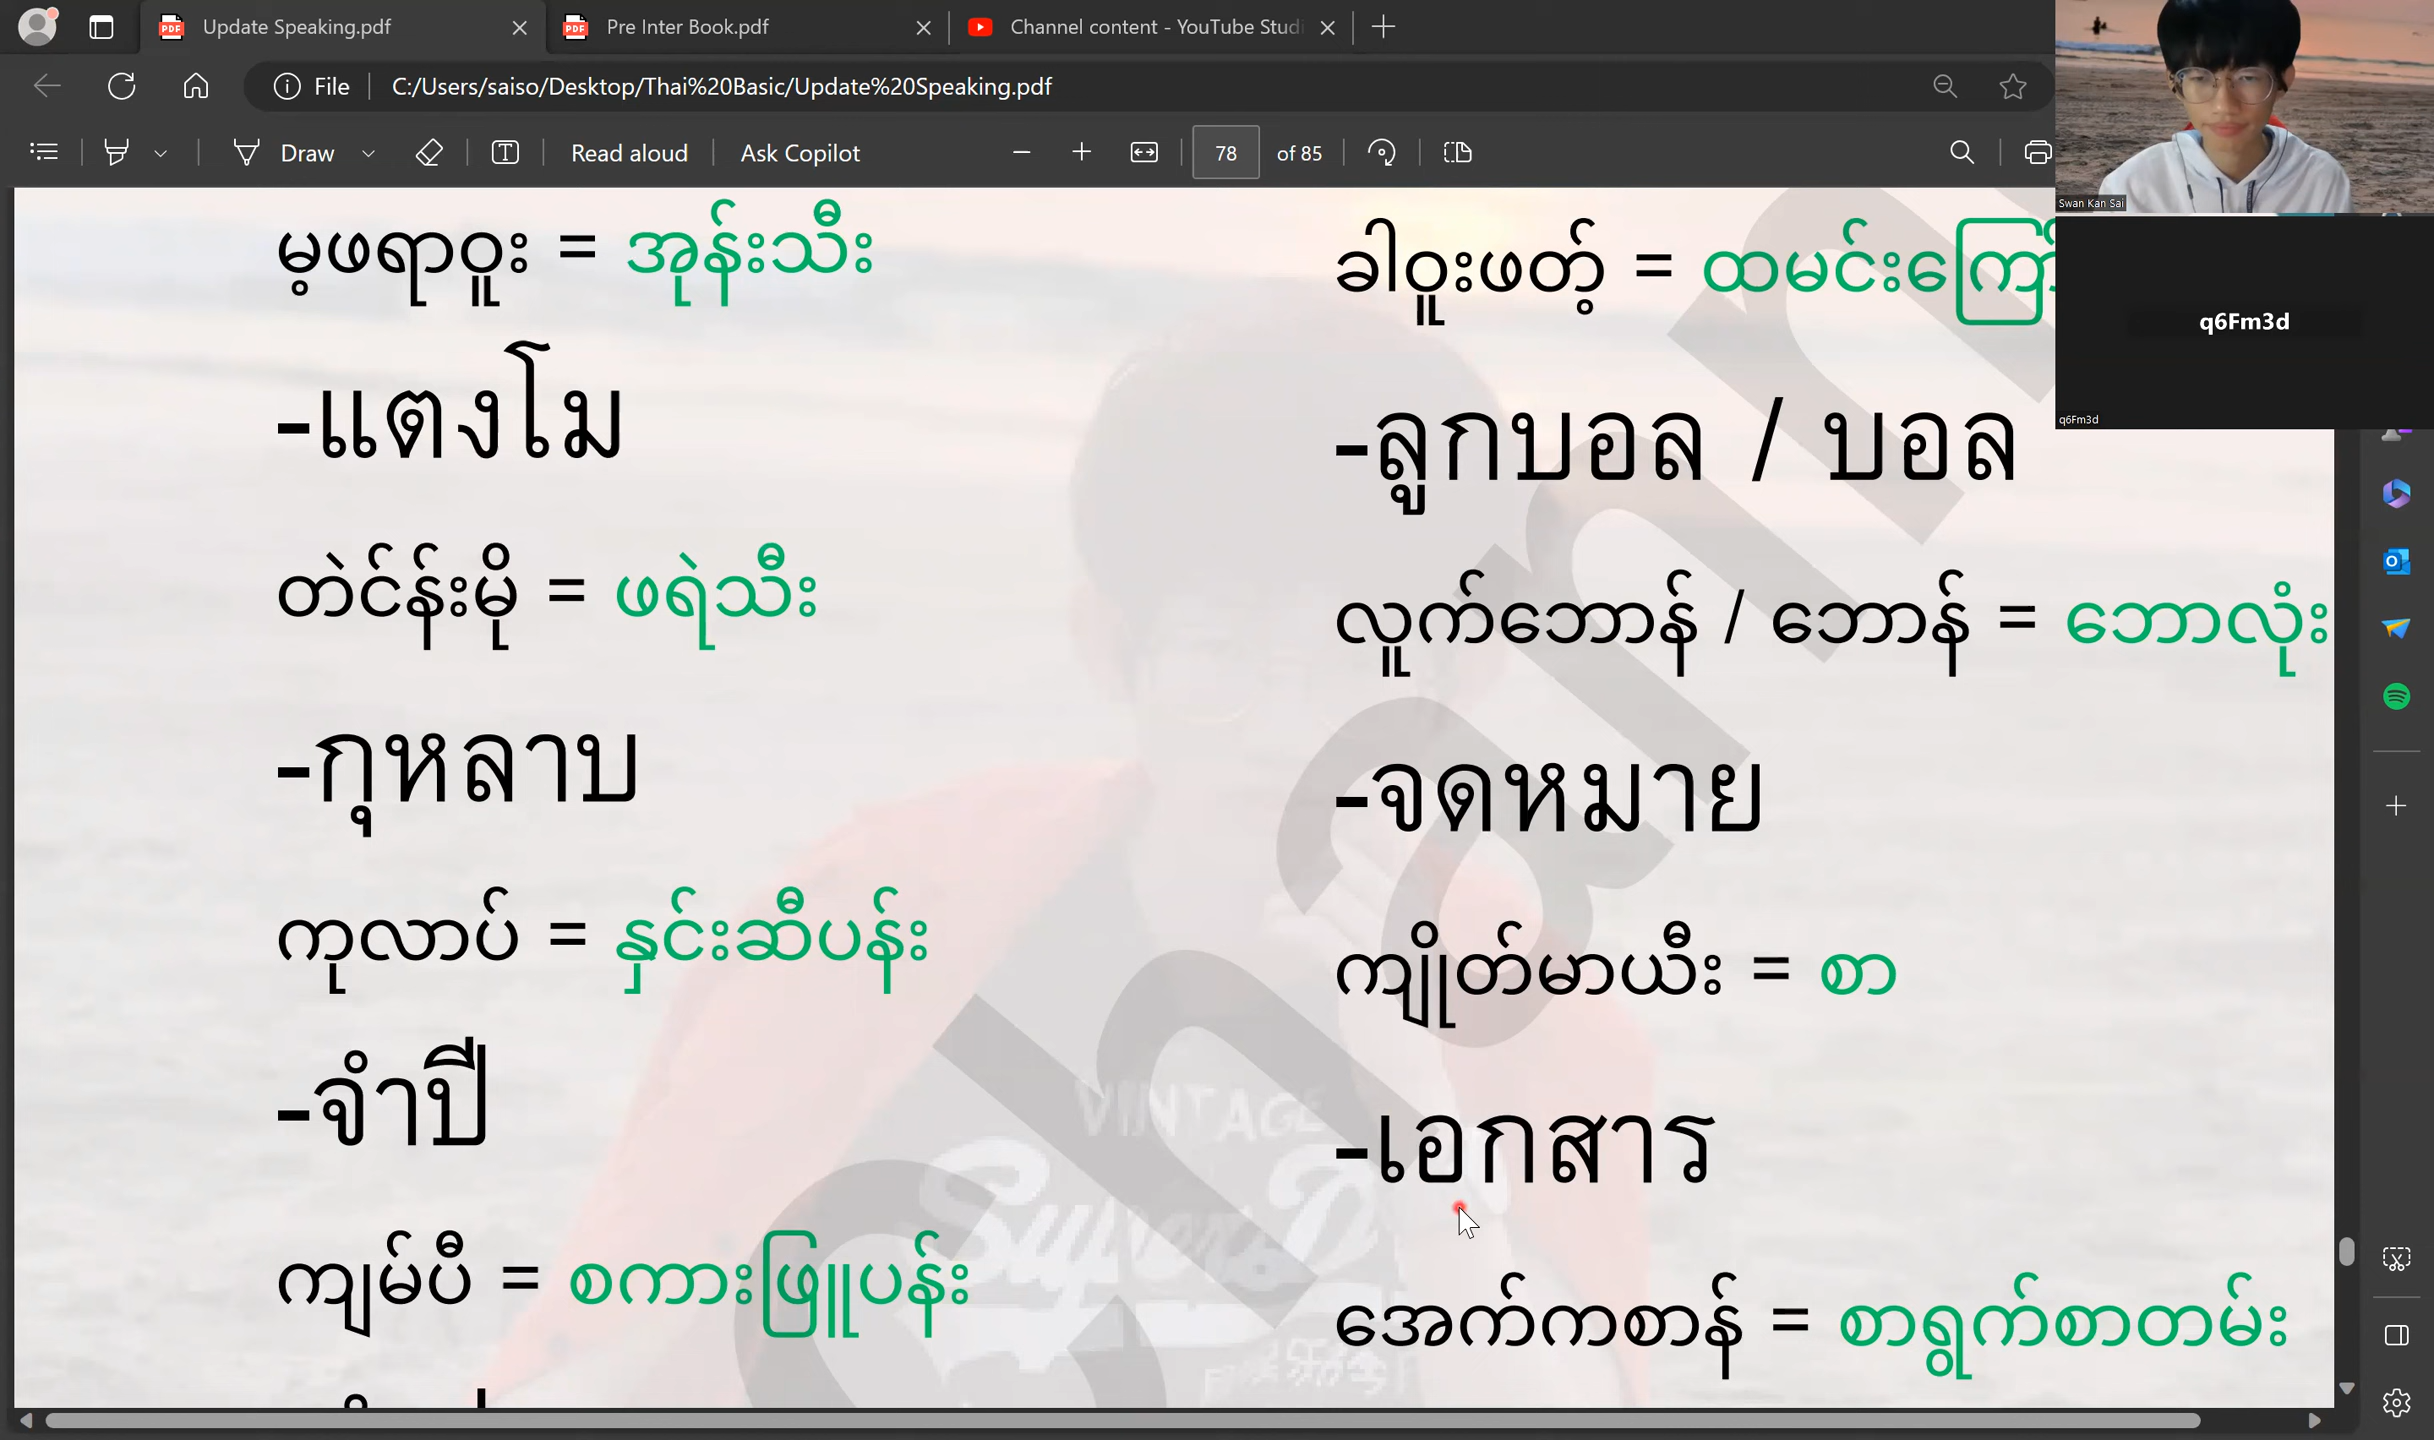 Update Speaking.pdf
Pre Inter Book.pdf
Channel content - YouTube Studi
File
C:/Users/saiso/Desktop/Thai%20Basic/Update%20Speaking.pdf
Draw
Read aloud
Ask Copilot
78 of 85
Swan Kan Sai
q6Fm3d
q6Fm3d
မ့ဖရာဝူး = အုန်းသီး
-แตงโม
တဲင်န်းမို = ဖရဲသီး
-กุหลาบ
ကုလာပ် = နှင်းဆီပန်း
-จำปี
ကျမ်ပီ = စကားဖြူပန်း
ခါဝူးဖတ့် = ထမင်းကြော်
-ลูกบอล / บอล
လူက်ဘောန် / ဘောန် = ဘောလုံး
-จดหมาย
ကျိုတ်မာယီး = စာ
-เอกสาร
အေက်ကစာန် = စာရွက်စာတမ်း
VINTAGE